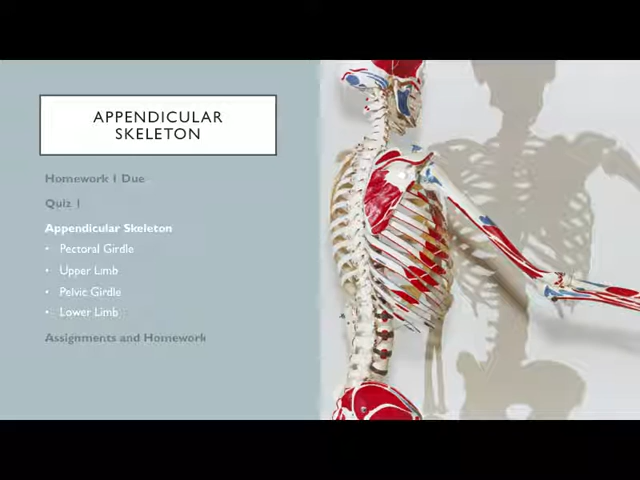 APPENDICULAR
SKELETON
Homework 1 Due
Quiz 1
Appendicular Skeleton
• Pectoral Girdle
• Upper Limb
• Pelvic Girdle
• Lower Limb
Assignments and Homework